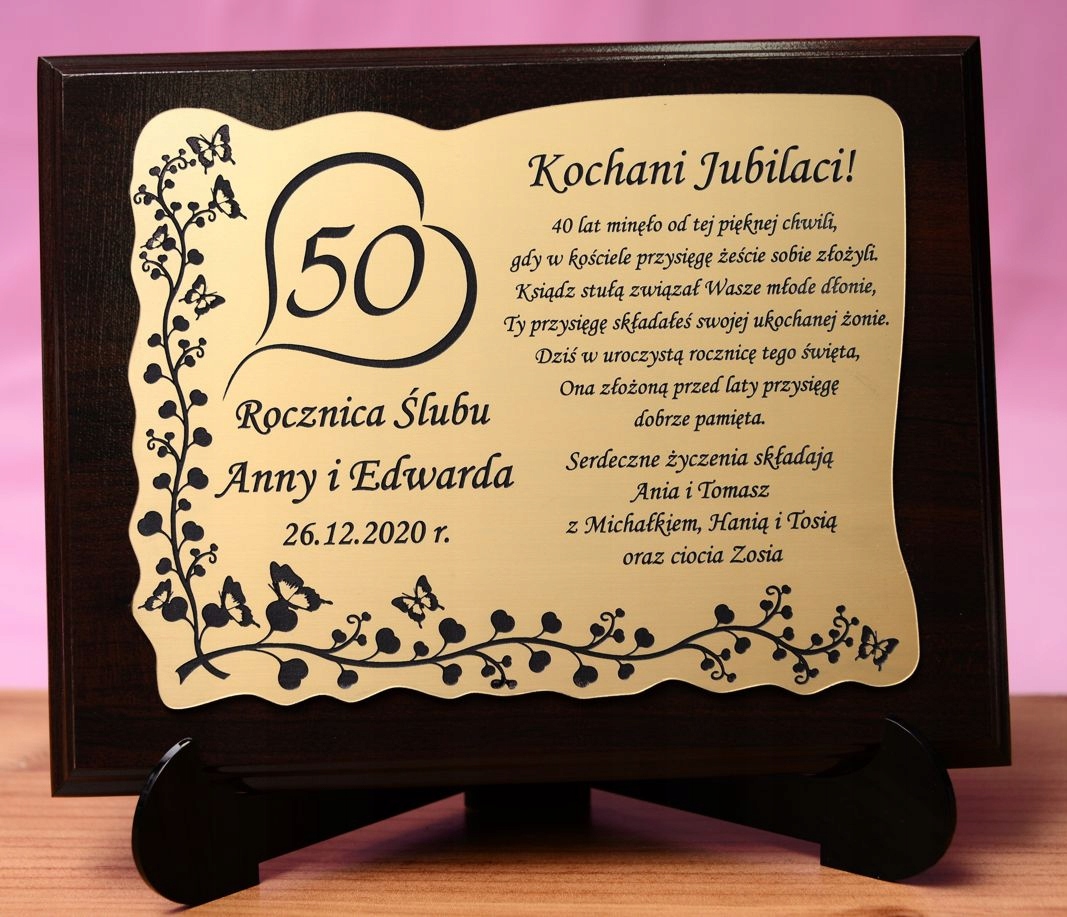 50
Rocznica Ślubu
Anny i Edwarda
26.12.2020 r.
Kochani Jubilaci!
40 lat minęło od tej pięknej chwili,
gdy w kościele przysięgę żeście sobie złożyli.
Ksiądz stułą związał Wasze młode dłonie,
Ty przysięgę składałeś swojej ukochanej żonie.
Dziś w uroczystą rocznicę tego święta,
Ona złożoną przed laty przysięgę
dobrze pamięta.
Serdeczne życzenia składają
Ania i Tomasz
z Michałkiem, Hanią i Tosią
oraz ciocia Zosia